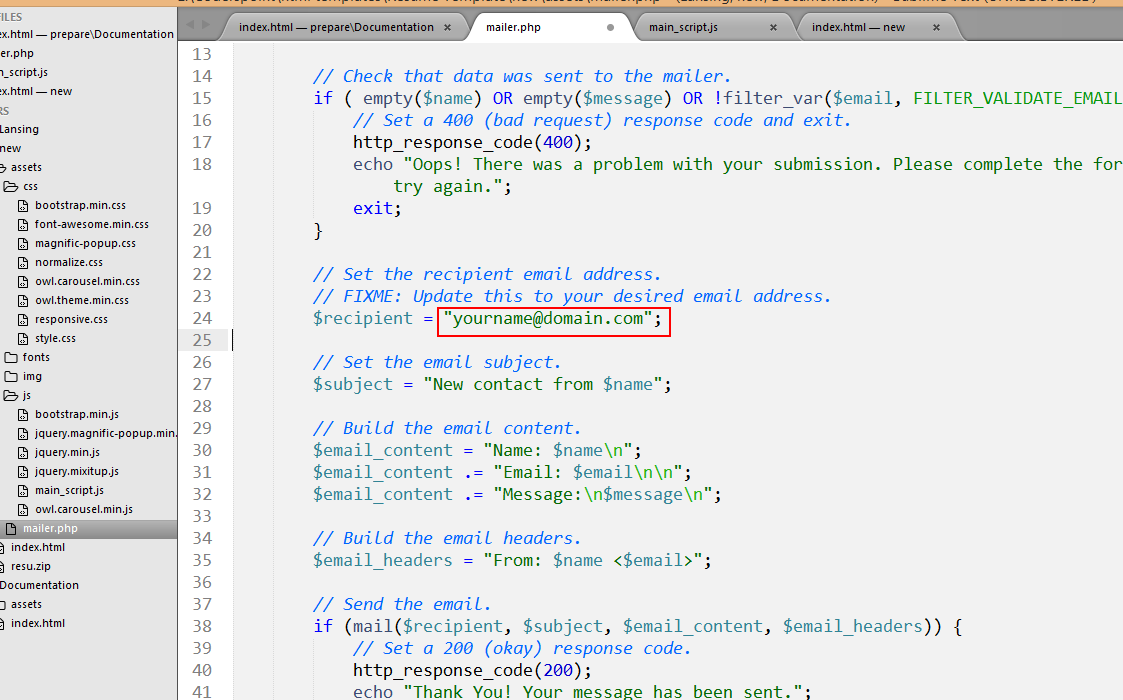 index.html — prepare\Documentation ×
mailer.php
main_script.js ×
index.html — new ×
FILES
ex.html — prepare\Documentation
er.php
n_script.js
ex.html — new
RS
Lansing
new
assets
css
bootstrap.min.css
font-awesome.min.css
magnific-popup.css
normalize.css
owl.carousel.min.css
owl.theme.min.css
responsive.css
style.css
fonts
img
js
bootstrap.min.js
jquery.magnific-popup.min.
jquery.min.js
jquery.mixitup.js
main_script.js
owl.carousel.min.js
mailer.php
index.html
resu.zip
Documentation
assets
index.html
13
14 // Check that data was sent to the mailer.
15 if ( empty($name) OR empty($message) OR !filter_var($email, FILTER_VALIDATE_EMAIL
16 // Set a 400 (bad request) response code and exit.
17 http_response_code(400);
18 echo "Oops! There was a problem with your submission. Please complete the for
try again.";
19 exit;
20 }
21
22 // Set the recipient email address.
23 // FIXME: Update this to your desired email address.
24 $recipient = "yourname@domain.com";
25
26 // Set the email subject.
27 $subject = "New contact from $name";
28
29 // Build the email content.
30 $email_content = "Name: $name\n";
31 $email_content .= "Email: $email\n\n";
32 $email_content .= "Message:\n$message\n";
33
34 // Build the email headers.
35 $email_headers = "From: $name <$email>";
36
37 // Send the email.
38 if (mail($recipient, $subject, $email_content, $email_headers)) {
39 // Set a 200 (okay) response code.
40 http_response_code(200);
41 echo "Thank You! Your message has been sent.";